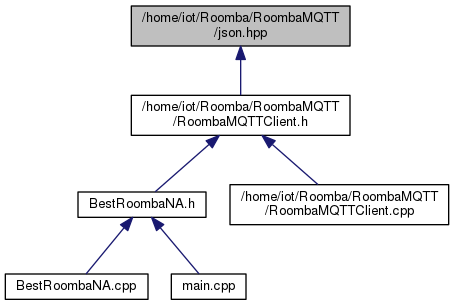 /home/iot/Roomba/RoombaMQTT
/json.hpp
/home/iot/Roomba/RoombaMQTT
/RoombaMQTTClient.h
BestRoombaNA.h
/home/iot/Roomba/RoombaMQTT
/RoombaMQTTClient.cpp
BestRoombaNA.cpp
main.cpp